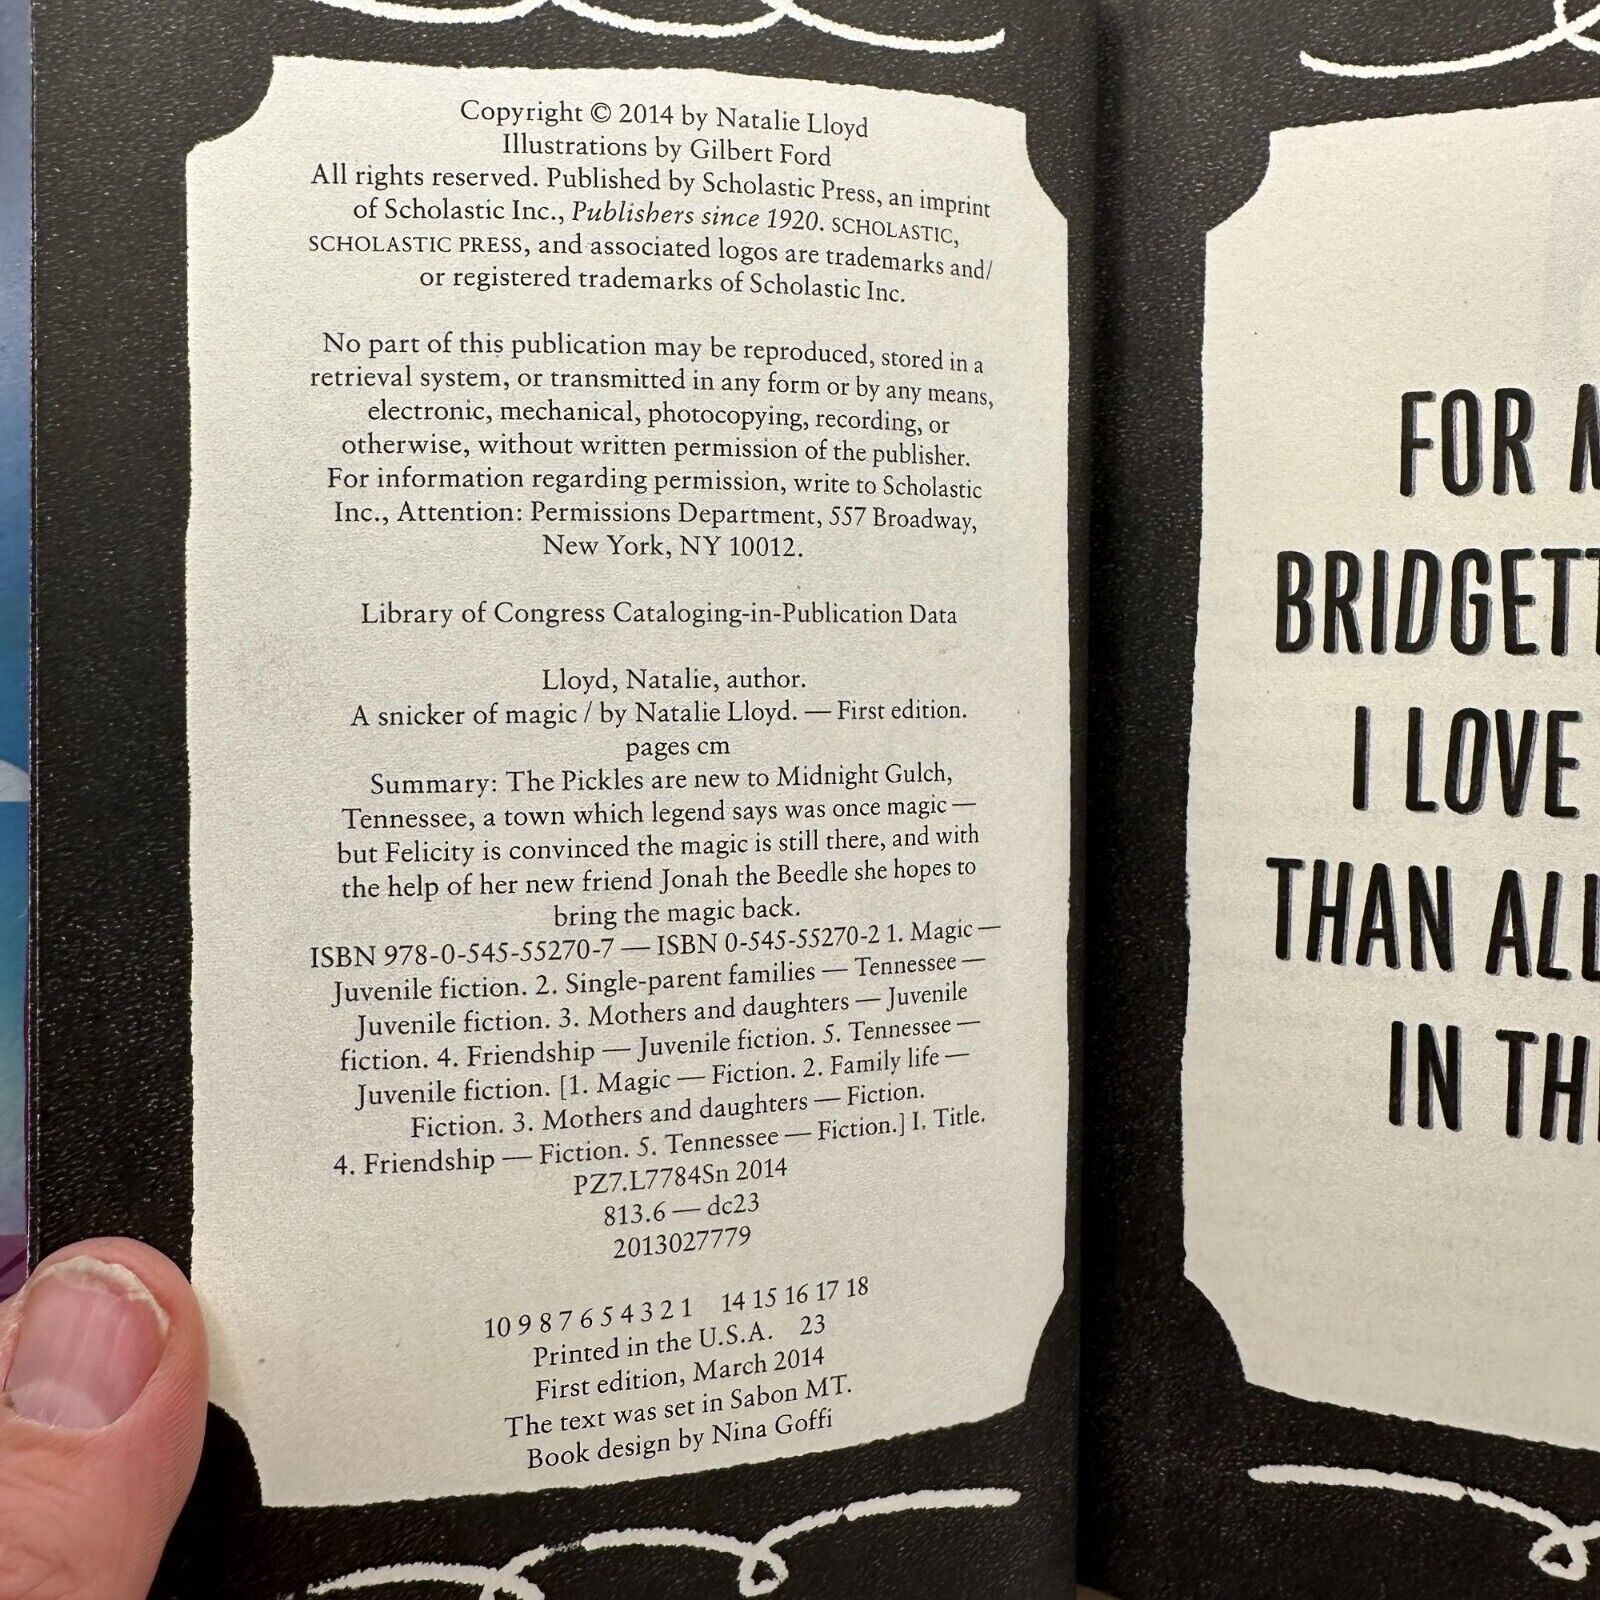 Copyright © 2014 by Natalie Lloyd
Illustrations by Gilbert Ford
All rights reserved. Published by Scholastic Press, an imprint
of Scholastic Inc., Publishers since 1920. SCHOLASTIC,
SCHOLASTIC PRESS, and associated logos are trademarks and/
or registered trademarks of Scholastic Inc.
No part of this publication may be reproduced, stored in a
retrieval system, or transmitted in any form or by any means,
electronic, mechanical, photocopying, recording, or
otherwise, without written permission of the publisher.
For information regarding permission, write to Scholastic
Inc., Attention: Permissions Department, 557 Broadway,
New York, NY 10012.
Library of Congress Cataloging-in-Publication Data
Lloyd, Natalie, author.
A snicker of magic / by Natalie Lloyd. — First edition.
pages cm
Summary: The Pickles are new to Midnight Gulch,
Tennessee, a town which legend says was once magic —
but Felicity is convinced the magic is still there, and with
the help of her new friend Jonah the Beedle she hopes to
bring the magic back.
ISBN 978-0-545-55270-7 — ISBN 0-545-55270-2 1. Magic —
Juvenile fiction. 2. Single-parent families — Tennessee —
Juvenile fiction. 3. Mothers and daughters — Juvenile
fiction. 4. Friendship — Juvenile fiction. 5. Tennessee —
Juvenile fiction. [1. Magic — Fiction. 2. Family life —
Fiction. 3. Mothers and daughters — Fiction.
4. Friendship — Fiction. 5. Tennessee — Fiction.] I. Title.
PZ7.L7784Sn 2014
813.6 — dc23
2013027779
10 9 8 7 6 5 4 3 2 1 14 15 16 17 18
Printed in the U.S.A. 23
First edition, March 2014
The text was set in Sabon MT.
Book design by Nina Goffi
FOR
BRIDGETT
I LOVE
THAN ALL
IN